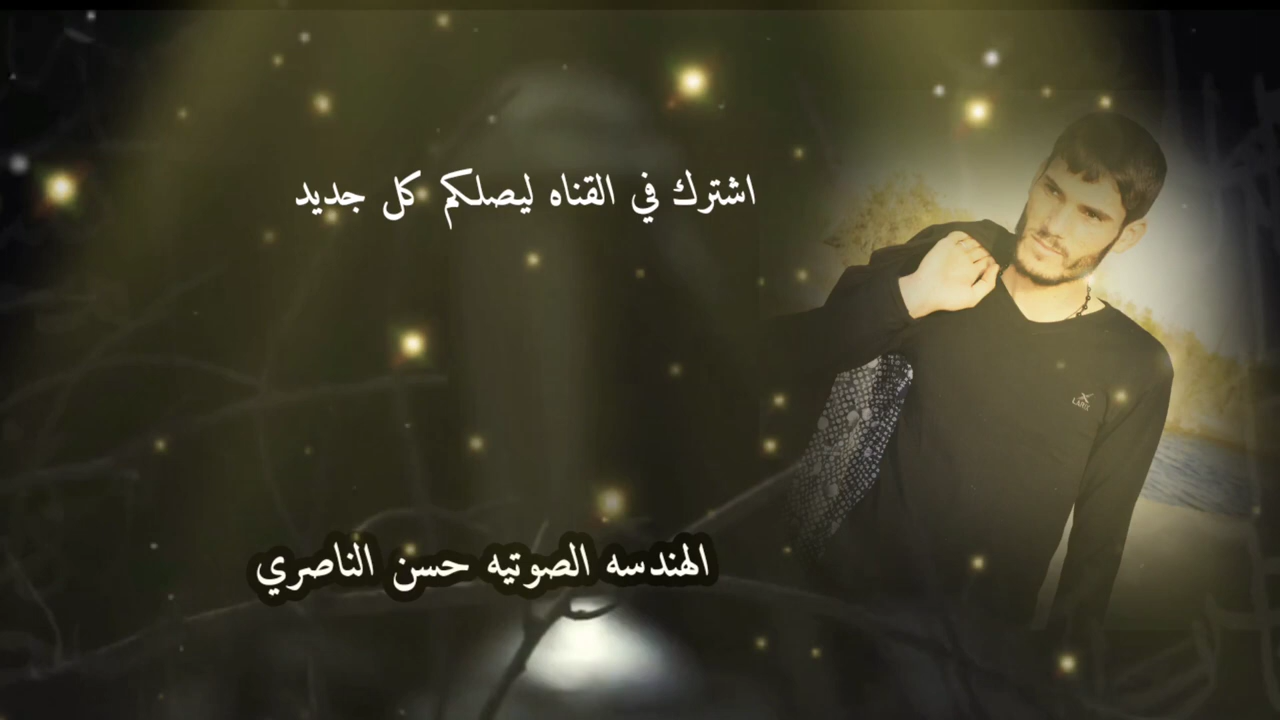 اشترك في القناه ليصلكم كل جديد
الهندسه الصوتيه حسن الناصري